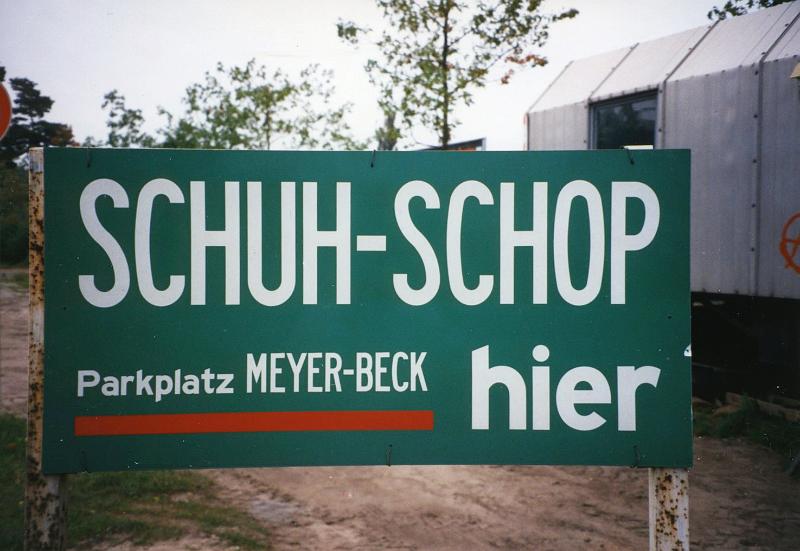 SCHUH-SCHOP
Parkplatz MEYER-BECK hier